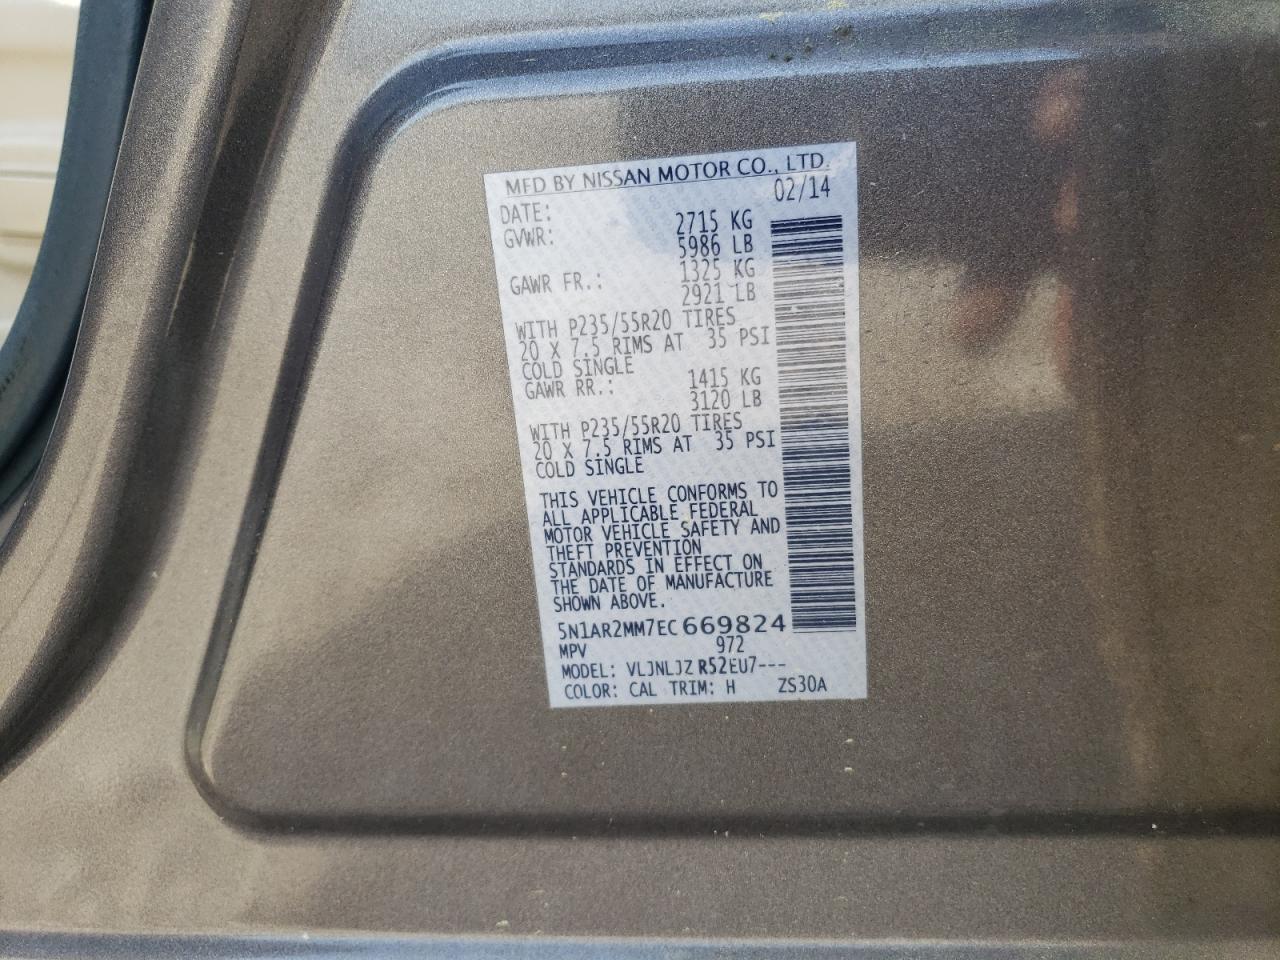 MFD BY NISSAN MOTOR CO., LTD.
DATE: 02/14
GVWR: 2715 KG
5986 LB
GAWR FR.: 1325 KG
2921 LB
WITH P235/55R20 TIRES
20 X 7.5 RIMS AT 35 PSI
COLD SINGLE
GAWR RR.: 1415 KG
3120 LB
WITH P235/55R20 TIRES
20 X 7.5 RIMS AT 35 PSI
COLD SINGLE
THIS VEHICLE CONFORMS TO
ALL APPLICABLE FEDERAL
MOTOR VEHICLE SAFETY AND
THEFT PREVENTION
STANDARDS IN EFFECT ON
THE DATE OF MANUFACTURE
SHOWN ABOVE.
5N1AR2MM7EC669824
MPV 972
MODEL: VLJNLJZ R52EU7---
COLOR: CAL TRIM: H ZS30A